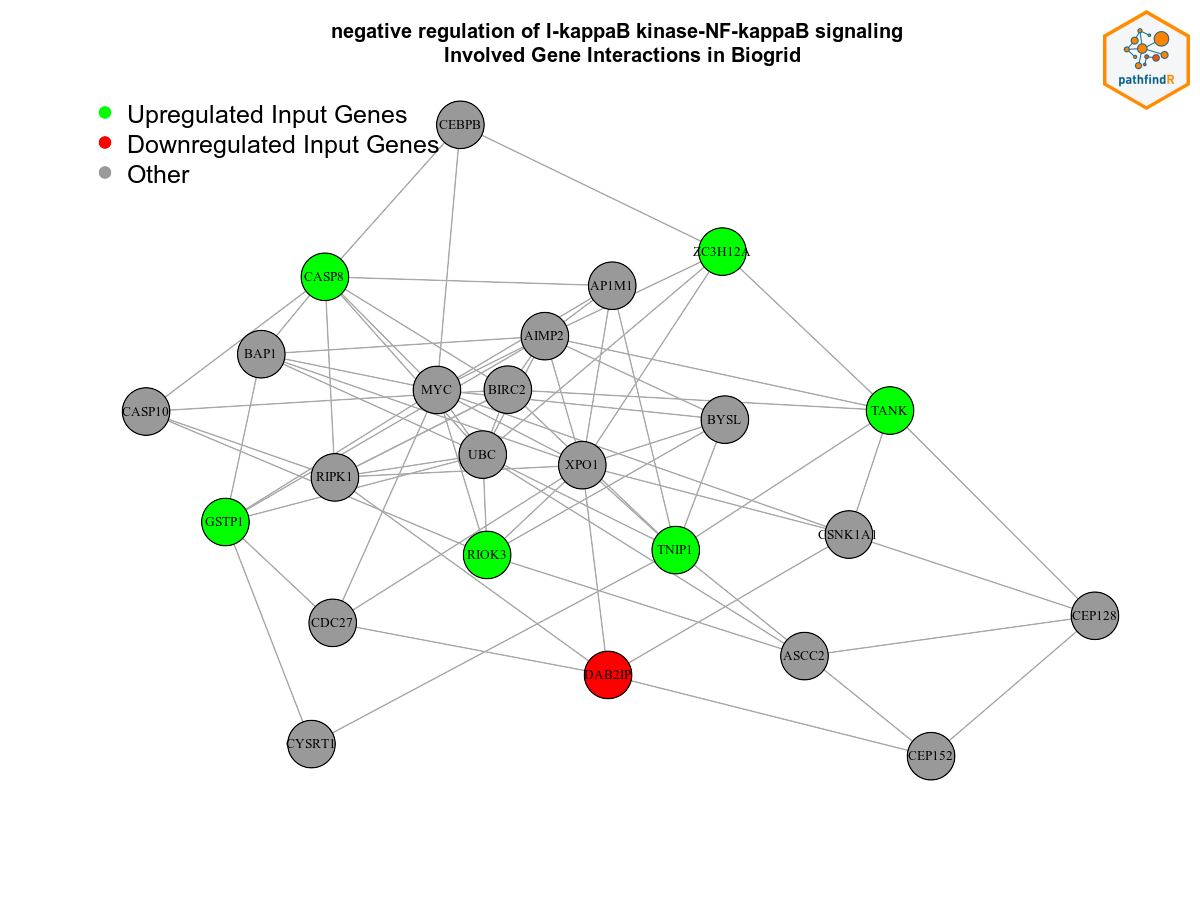 negative regulation of I-kappaB kinase-NF-kappaB signaling
Involved Gene Interactions in Biogrid
pathfindR
Upregulated Input Genes
Downregulated Input Genes
Other
CEBPB
ZC3H12A
CASP8
AP1M1
AIMP2
BAP1
MYC
BIRC2
CASP10
TANK
BYSL
UBC
XPO1
RIPK1
GSTP1
CSNK1A1
TNIP1
RIOK3
CEP128
CDC27
ASCC2
DAB2IP
CYSRT1
CEP152